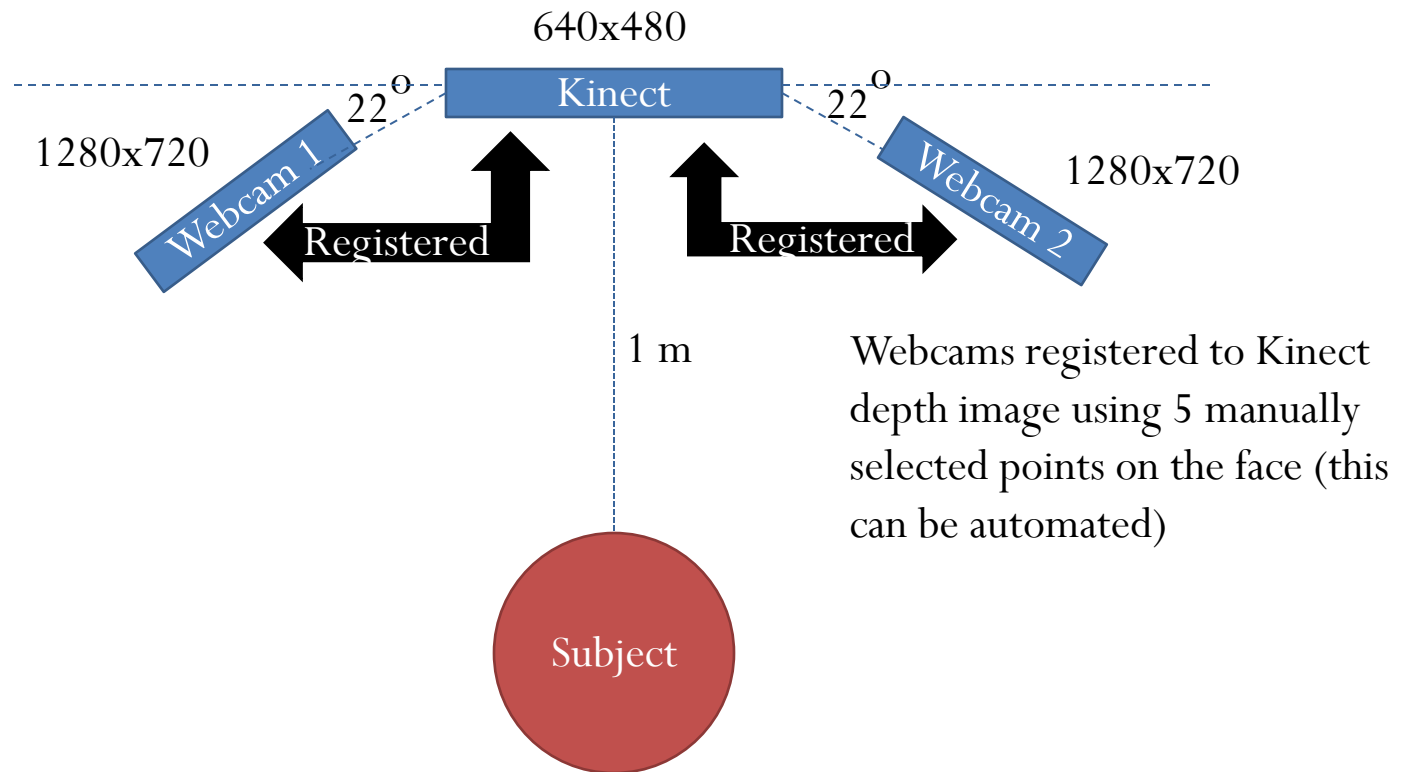 640x480
Kinect
22°
22°
1280x720
Webcam 1
Webcam 2
1280x720
Registered
Registered
1 m
Webcams registered to Kinect
depth image using 5 manually
selected points on the face (this
can be automated)
Subject